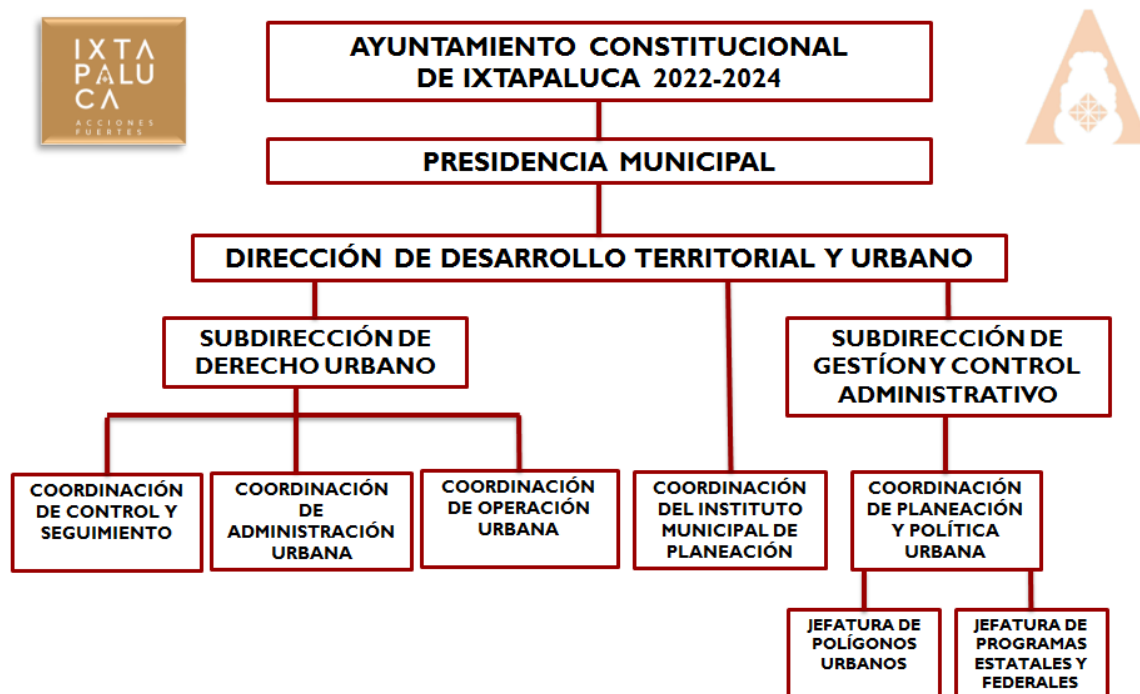 IXTA
PALU
CA
ACCIONES
FUERTES
AYUNTAMIENTO CONSTITUCIONAL
DE IXTAPALUCA 2022-2024
PRESIDENCIA MUNICIPAL
DIRECCIÓN DE DESARROLLO TERRITORIAL Y URBANO
SUBDIRECCIÓN DE
DERECHO URBANO
SUBDIRECCIÓN DE
GESTÍON Y CONTROL
ADMINISTRATIVO
COORDINACIÓN
DE CONTROL Y
SEGUIMIENTO
COORDINACIÓN
DE
ADMINISTRACIÓN
URBANA
COORDINACIÓN
DE OPERACIÓN
URBANA
COORDINACIÓN
DEL INSTITUTO
MUNICIPAL DE
PLANEACIÓN
COORDINACIÓN
DE PLANEACIÓN
Y POLÍTICA
URBANA
JEFATURA DE
POLÍGONOS
URBANOS
JEFATURA DE
PROGRAMAS
ESTATALES Y
FEDERALES